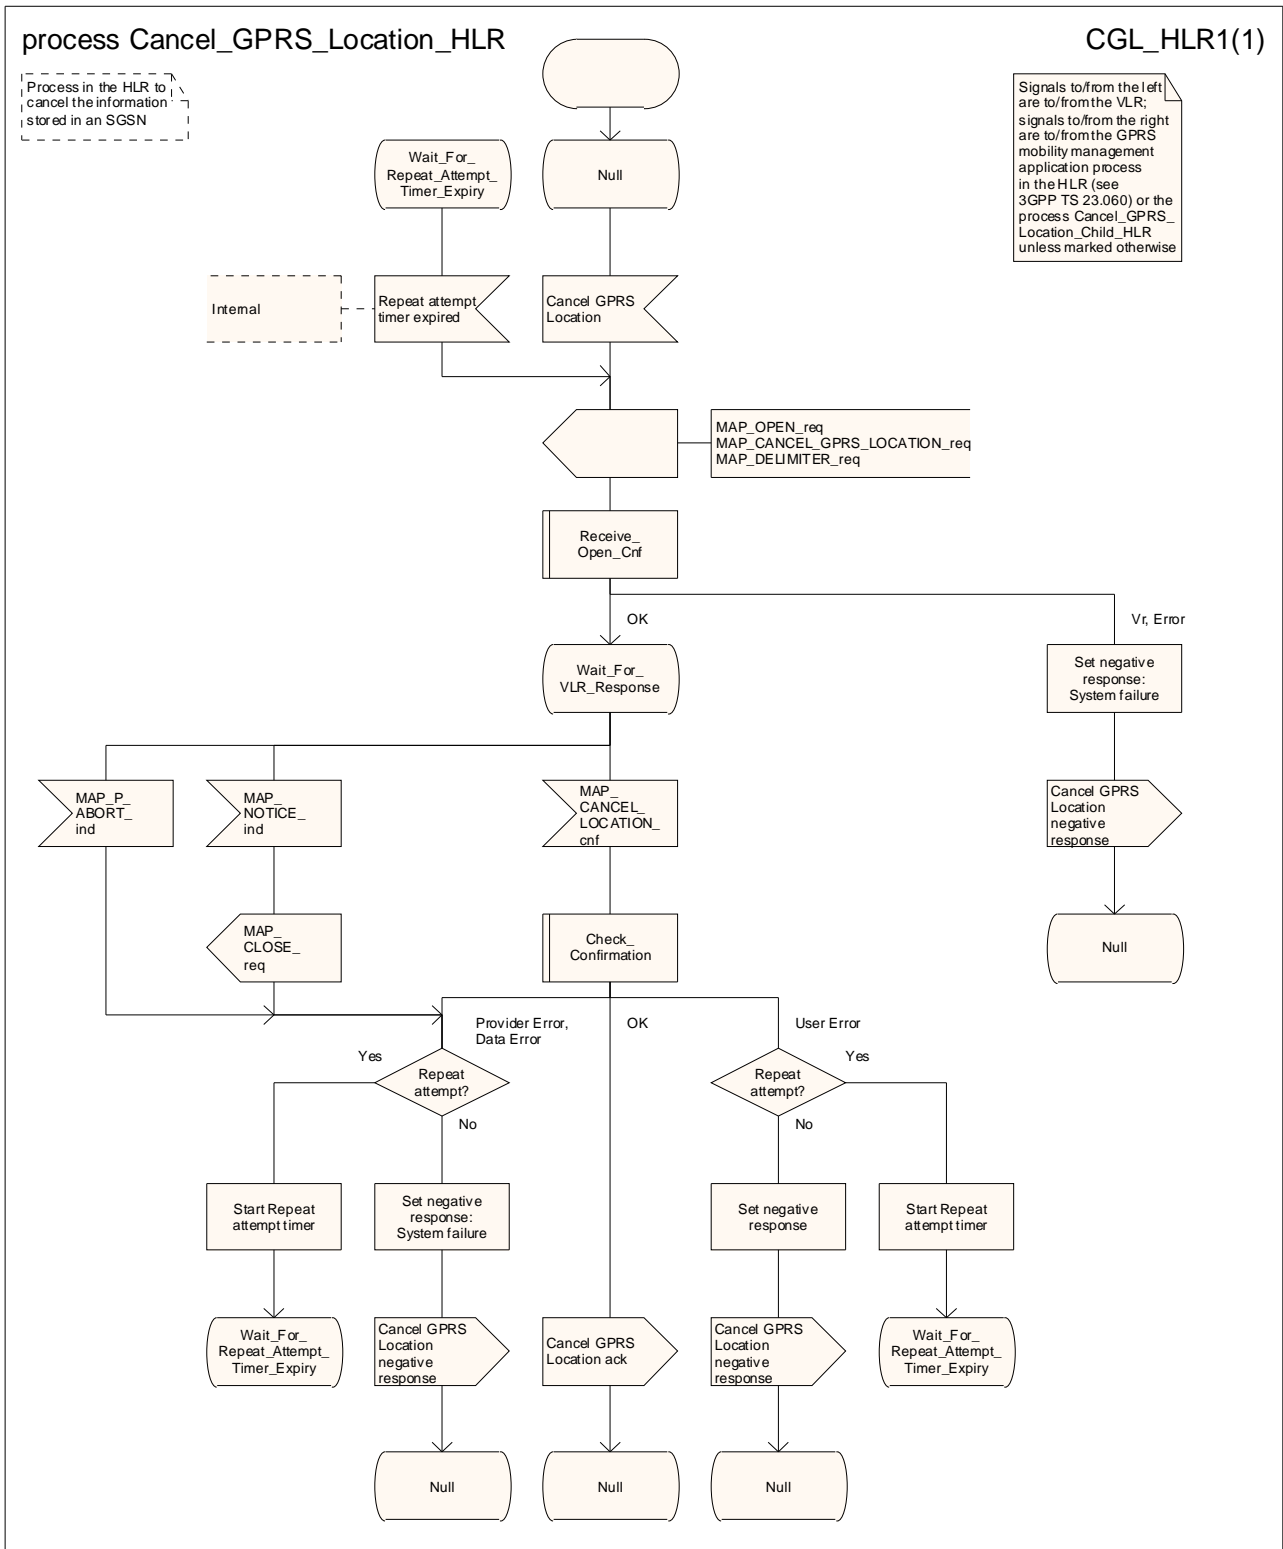 process Cancel_GPRS_Location_HLR
CGL_HLR1(1)
Process in the HLR to
cancel the information
stored in an SGSN
Signals to/from the left
are to/from the VLR;
signals to/from the right
are to/from the GPRS
mobility management
application process
in the HLR (see
3GPP TS 23.060) or the
process Cancel_GPRS_
Location_Child_HLR
unless marked otherwise
Wait_For_
Repeat_Attempt_
Timer_Expiry
Null
Internal
Repeat attempt
timer expired
Cancel GPRS
Location
MAP_OPEN_req
MAP_CANCEL_GPRS_LOCATION_req
MAP_DELIMITER_req
Receive_
Open_Cnf
OK
Vr, Error
Wait_For_
VLR_Response
Set negative
response:
System failure
MAP_P_
ABORT_
ind
MAP_
NOTICE_
ind
MAP_
CANCEL_
LOCATION_
cnf
Cancel GPRS
Location
negative
response
MAP_
CLOSE_
req
Check_
Confirmation
Null
Provider Error,
Data Error
OK
User Error
Yes
Repeat
attempt?
No
Repeat
attempt?
Yes
No
Start Repeat
attempt timer
Set negative
response:
System failure
Set negative
response
Start Repeat
attempt timer
Wait_For_
Repeat_Attempt_
Timer_Expiry
Cancel GPRS
Location
negative
response
Cancel GPRS
Location ack
Cancel GPRS
Location
negative
response
Wait_For_
Repeat_Attempt_
Timer_Expiry
Null
Null
Null